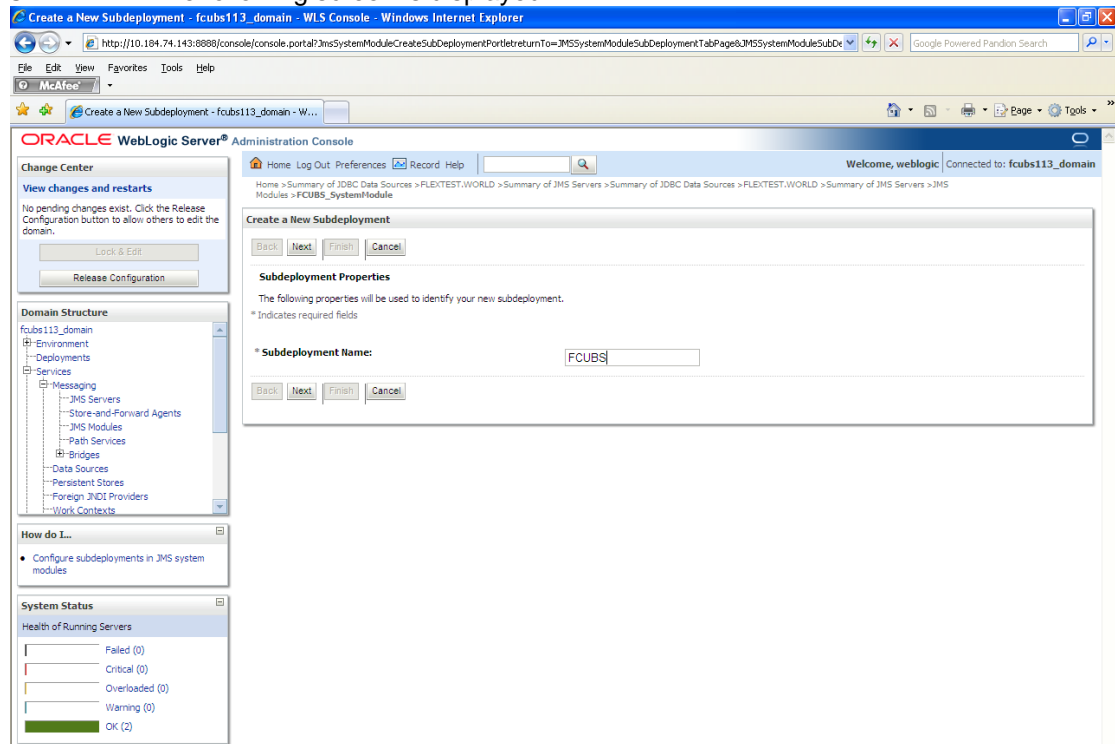 Create a New Subdeployment - fcubs113_domain - WLS Console - Windows Internet Explorer
http://10.184.74.143:8888/console/console.portal?JmsSystemModuleCreateSubDeploymentPortletreturnTo=JMSSystemModuleSubDeploymentTabPage&JMSSystemModuleSubDe
Google Powered Pandion Search
File Edit View Favorites Tools Help
McAfee
Create a New Subdeployment - fcubs113_domain - W...
Page Tools
ORACLE WebLogic Server® Administration Console
Change Center
View changes and restarts
No pending changes exist. Click the Release
Configuration button to allow others to edit the
domain.
Lock & Edit
Release Configuration
Domain Structure
fcubs113_domain
Environment
Deployments
Services
Messaging
JMS Servers
Store-and-Forward Agents
JMS Modules
Path Services
Bridges
Data Sources
Persistent Stores
Foreign JNDI Providers
Work Contexts
How do I...
Configure subdeployments in JMS system
modules
System Status
Health of Running Servers
Failed (0)
Critical (0)
Overloaded (0)
Warning (0)
OK (2)
Home Log Out Preferences Record Help
Welcome, weblogic Connected to: fcubs113_domain
Home >Summary of JDBC Data Sources >FLEXTEST.WORLD >Summary of JMS Servers >Summary of JDBC Data Sources >FLEXTEST.WORLD >Summary of JMS Servers >JMS
Modules >FCUBS_SystemModule
Create a New Subdeployment
Back Next Finish Cancel
Subdeployment Properties
The following properties will be used to identify your new subdeployment.
* Indicates required fields
* Subdeployment Name: FCUBS
Back Next Finish Cancel